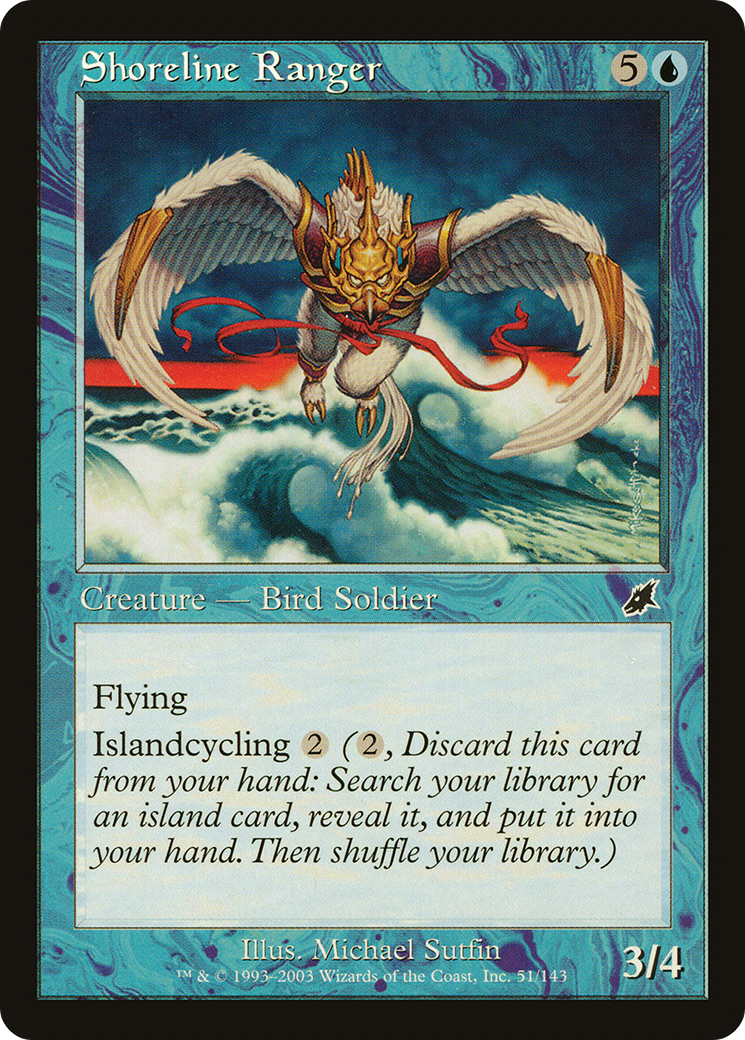 Shoreline Ranger 5
Creature — Bird Soldier
Flying
Islandcycling 2 (2, Discard this card
from your hand: Search your library for
an island card, reveal it, and put it into
your hand. Then shuffle your library.)
Illus. Michael Sutfin
™ & © 1993–2003 Wizards of the Coast, Inc. 51/143
3/4